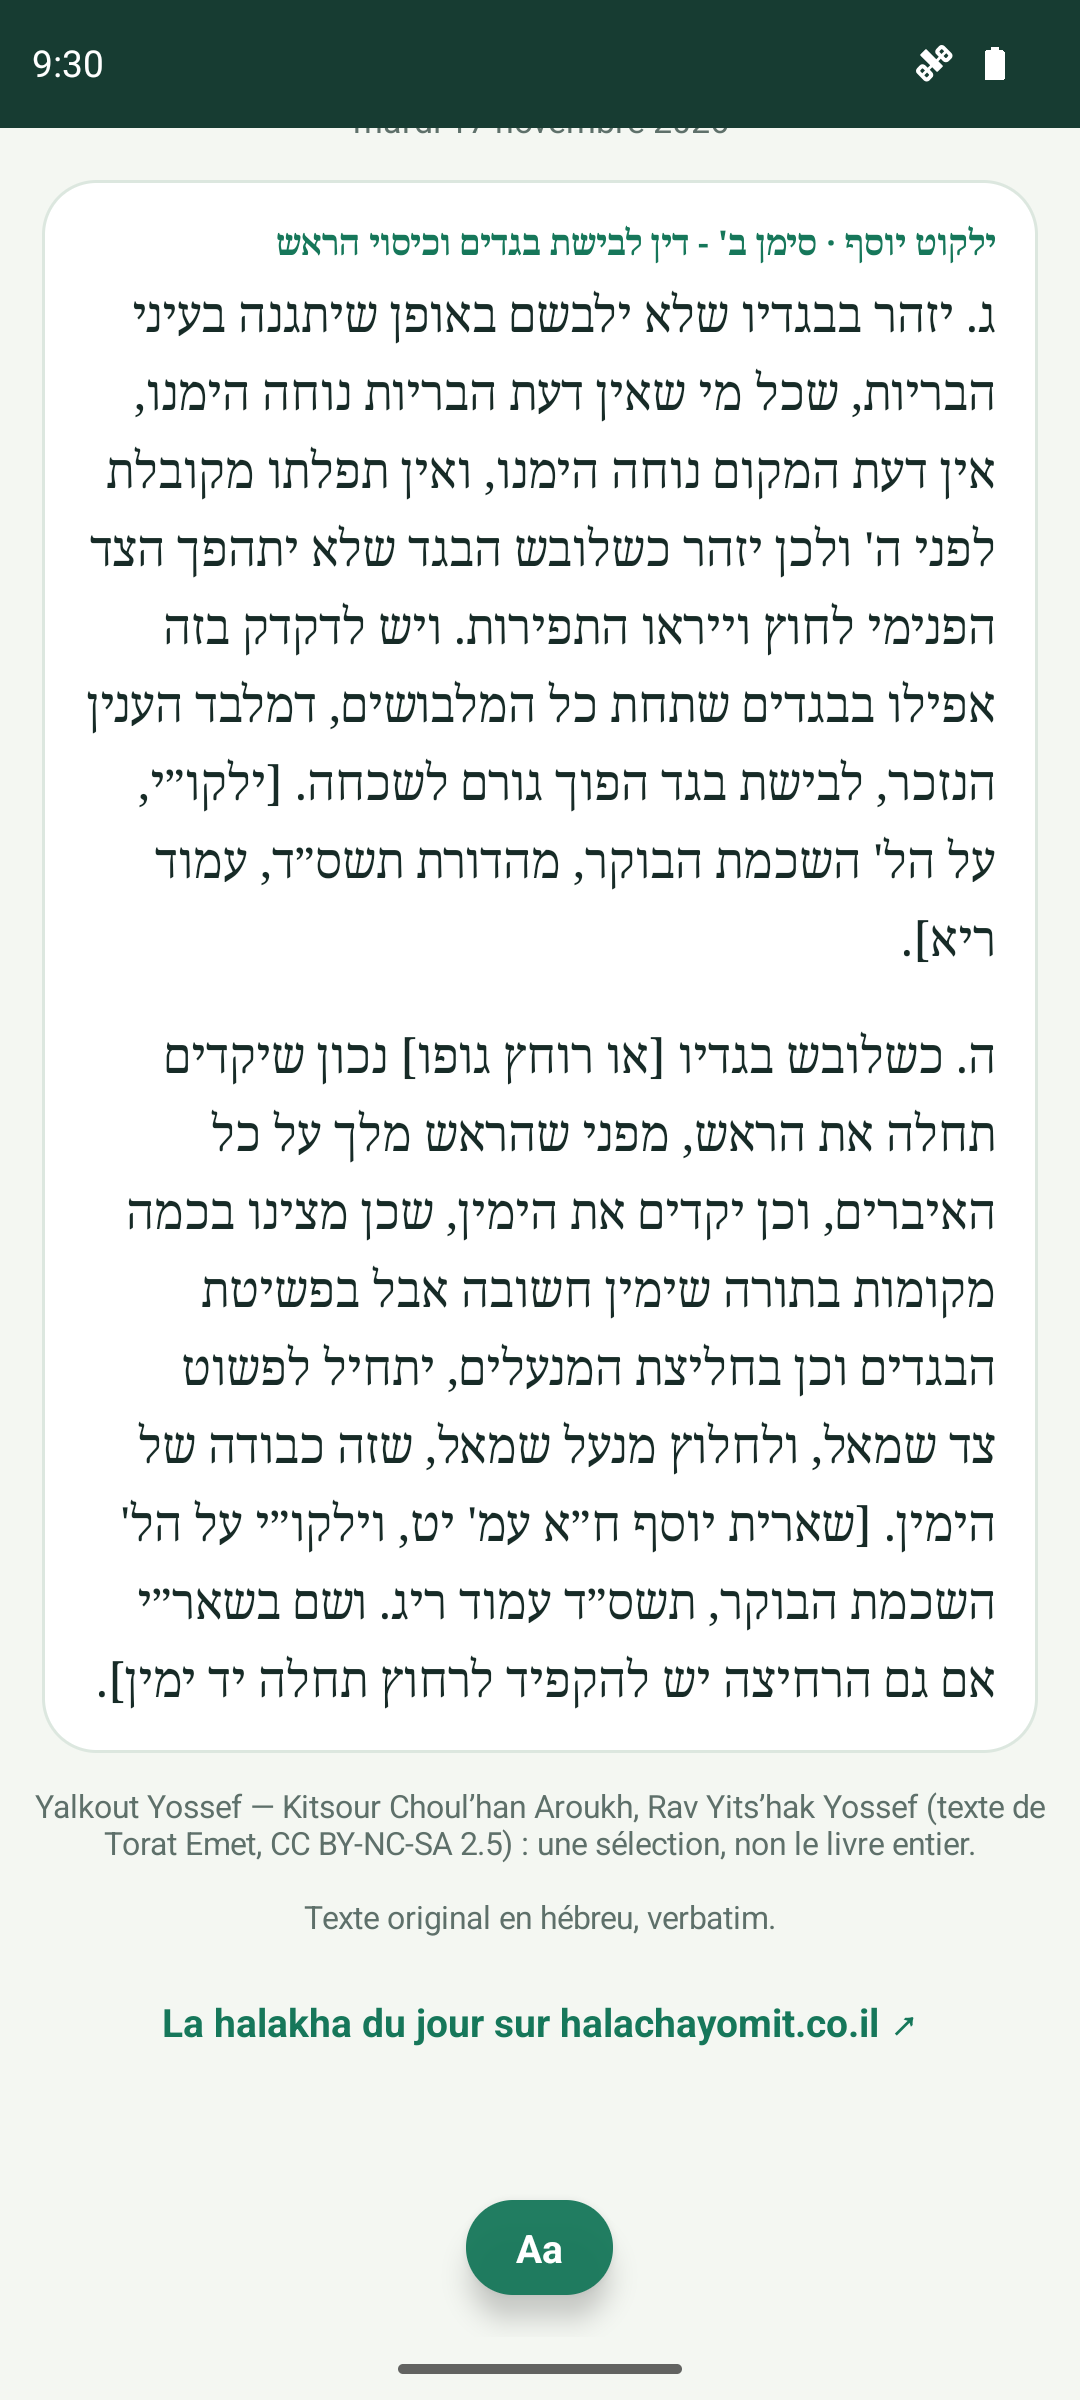 9:30
mardi 17 novembre 2026
ילקוט יוסף · סימן ב' - דין לבישת בגדים וכיסוי הראש
ג. יזהר בבגדיו שלא ילבשם באופן שיתגנה בעיני
הבריות, שכל מי שאין דעת הבריות נוחה הימנו,
אין דעת המקום נוחה הימנו, ואין תפלתו מקובלת
לפני ה' ולכן יזהר כשלובש הבגד שלא יתהפך הצד
הפנימי לחוץ וייראו התפירות. ויש לדקדק בזה
אפילו בבגדים שתחת כל המלבושים, דמלבד הענין
הנזכר, לבישת בגד הפוך גורם לשכחה. [ילקו״י,
על הל' השכמת הבוקר, מהדורת תשס״ד, עמוד
ריא].
ה. כשלובש בגדיו [או רוחץ גופו] נכון שיקדים
תחלה את הראש, מפני שהראש מלך על כל
האיברים, וכן יקדים את הימין, שכן מצינו בכמה
מקומות בתורה שימין חשובה אבל בפשיטת
הבגדים וכן בחליצת המנעלים, יתחיל לפשוט
צד שמאל, ולחלוץ מנעל שמאל, שזה כבודה של
הימין. [שארית יוסף ח״א עמ' יט, וילקו״י על הל'
השכמת הבוקר, תשס״ד עמוד ריג. ושם בשאר״י
אם גם הרחיצה יש להקפיד לרחוץ תחלה יד ימין].
Yalkout Yossef — Kitsour Choul’han Aroukh, Rav Yits’hak Yossef (texte de
Torat Emet, CC BY-NC-SA 2.5) : une sélection, non le livre entier.
Texte original en hébreu, verbatim.
La halakha du jour sur halachayomit.co.il ↗
Aa